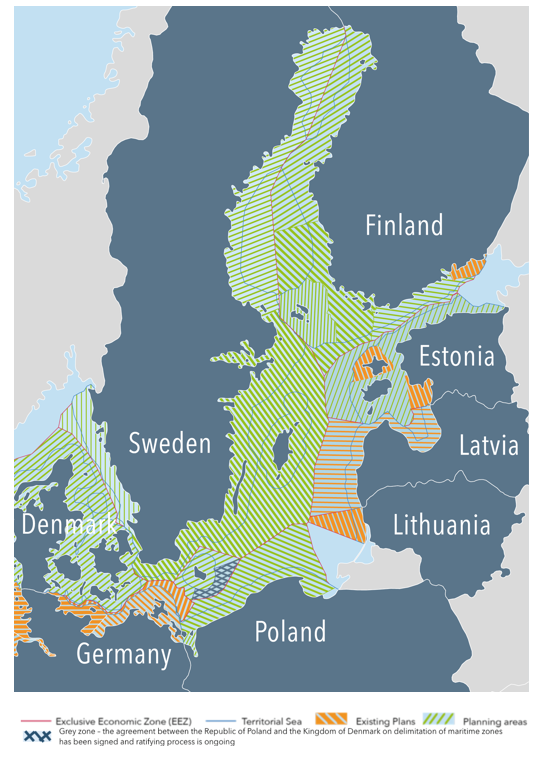 Finland
Estonia
Sweden
Latvia
Denmark
Lithuania
Poland
Germany
Exclusive Economic Zone (EEZ) Territorial Sea Existing Plans Planning areas
Grey zone – the agreement between the Republic of Poland and the Kingdom of Denmark on delimitation of maritime zones
has been signed and ratifying process is ongoing